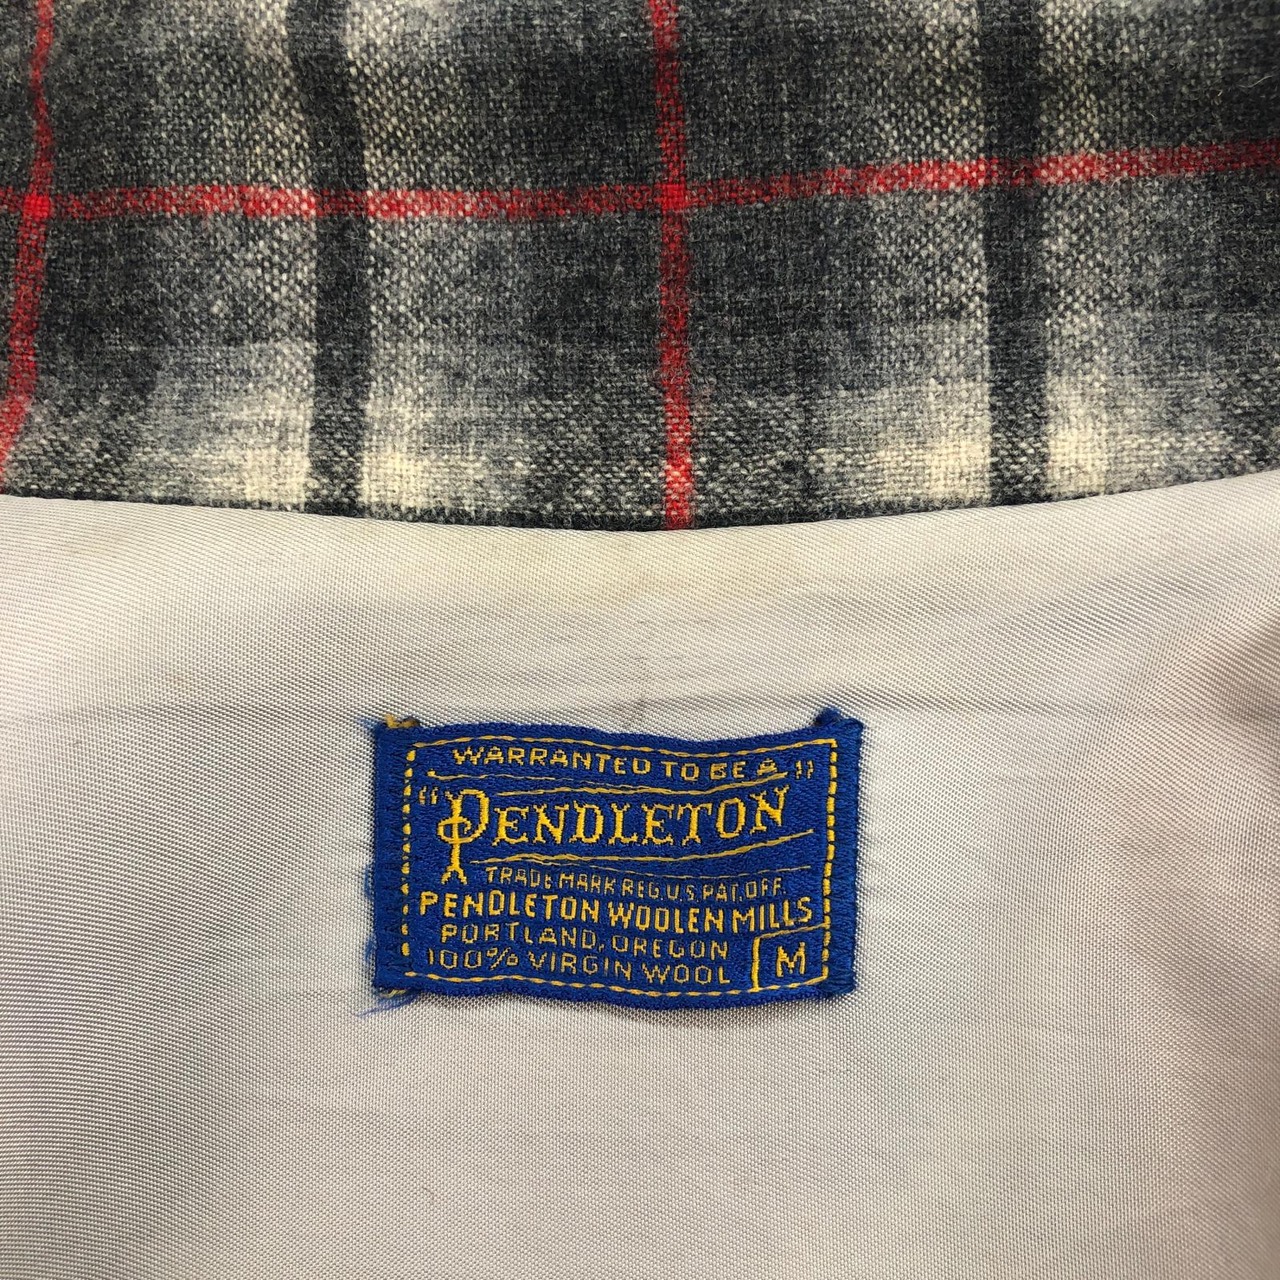 WARRANTED TO BE A
"PENDLETON"
TRADE MARK REG. U.S. PAT. OFF.
PENDLETON WOOLEN MILLS
PORTLAND, OREGON
100% VIRGIN WOOL
M